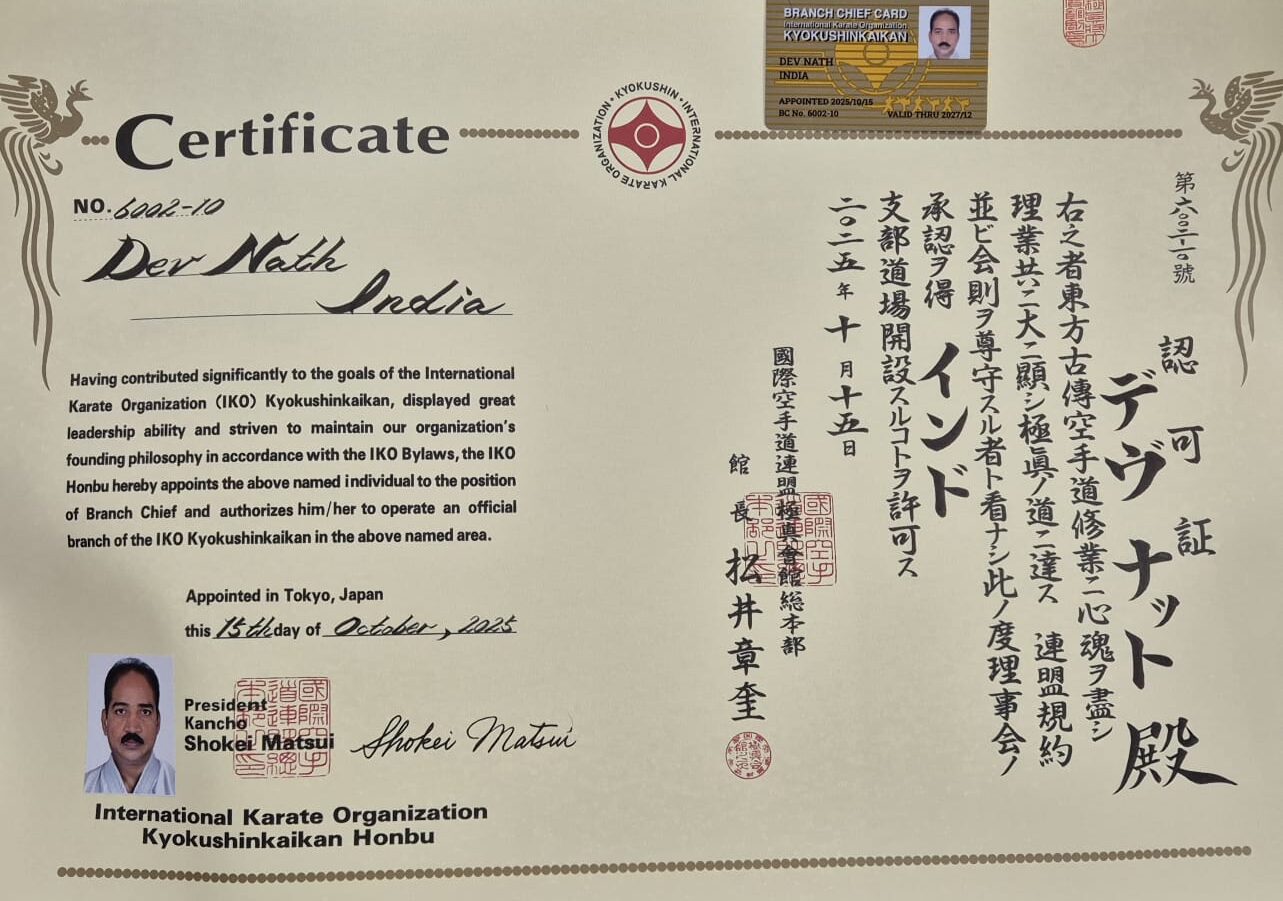 BRANCH CHIEF CARD
International Karate Organization
KYOKUSHINKAIKAN
DEV NATH
INDIA
APPOINTED 2025/10/15
BC No. 6002-10 VALID THRU 2027/12
Certificate
KYOKUSHIN • INTERNATIONAL KARATE ORGANIZATION •
NO. 6002-10
Dev Nath
India
Having contributed significantly to the goals of the International
Karate Organization (IKO) Kyokushinkaikan, displayed great
leadership ability and striven to maintain our organization's
founding philosophy in accordance with the IKO Bylaws, the IKO
Honbu hereby appoints the above named individual to the position
of Branch Chief and authorizes him/her to operate an official
branch of the IKO Kyokushinkaikan in the above named area.
Appointed in Tokyo, Japan
this 15th day of October, 2025
President
Kancho
Shokei Matsui
Shokei Matsui
International Karate Organization
Kyokushinkaikan Honbu
第六〇〇二-一〇號
認可証
デヴ ナット 殿
右之者東方古傳空手道修業ニ心魂ヲ盡シ
理業共ニ大ニ顯シ極眞ノ道ニ達ス 連盟規約
並ビ会則ヲ尊守スル者ト看ナシ此ノ度理事会ノ
承認ヲ得 インド
支部道場開設スルコトヲ許可ス
二〇二五年十月十五日
國際空手道連盟極眞會館総本部
館長 松井章奎